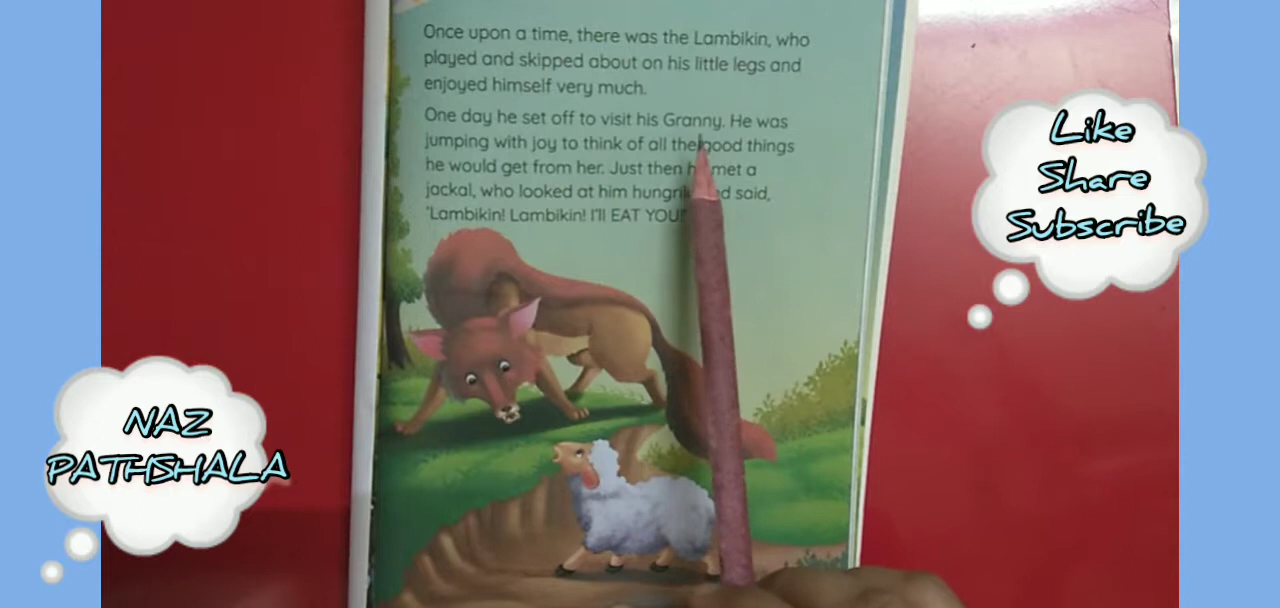 Once upon a time, there was the Lambikin, who
played and skipped about on his little legs and
enjoyed himself very much.
One day he set off to visit his Granny. He was
jumping with joy to think of all the good things
he would get from her. Just then met a
jackal, who looked at him hungrily said,
'Lambikin! Lambikin! I'll EAT YOU!'
Like
Share
Subscribe
NAZ
PATHSHALA